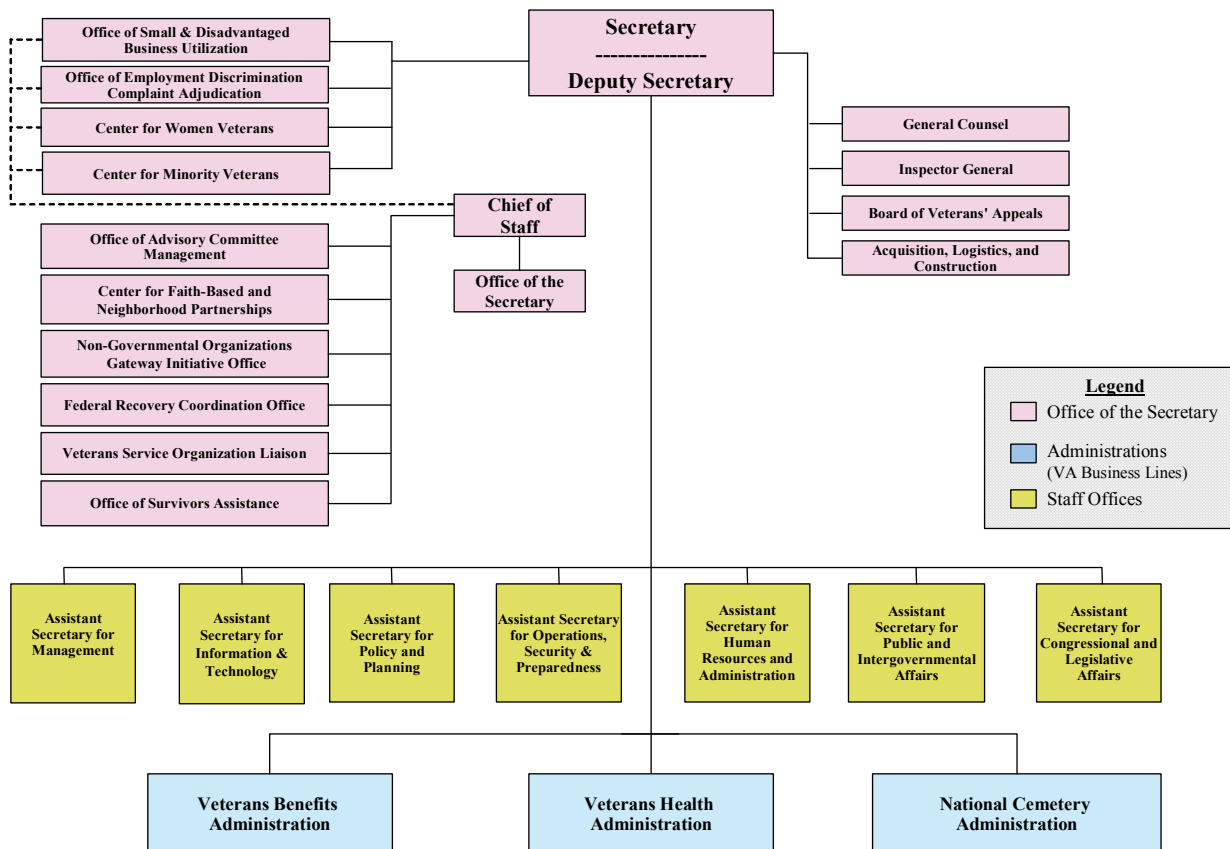 Secretary
---------------
Deputy Secretary
Office of Small & Disadvantaged
Business Utilization
Office of Employment Discrimination
Complaint Adjudication
Center for Women Veterans
Center for Minority Veterans
General Counsel
Inspector General
Board of Veterans' Appeals
Acquisition, Logistics, and
Construction
Chief of
Staff
Office of the
Secretary
Office of Advisory Committee
Management
Center for Faith-Based and
Neighborhood Partnerships
Non-Governmental Organizations
Gateway Initiative Office
Federal Recovery Coordination Office
Veterans Service Organization Liaison
Office of Survivors Assistance
Legend
Office of the Secretary
Administrations
(VA Business Lines)
Staff Offices
Assistant
Secretary for
Management
Assistant
Secretary for
Information &
Technology
Assistant
Secretary for
Policy and
Planning
Assistant Secretary
for Operations,
Security &
Preparedness
Assistant
Secretary for
Human
Resources and
Administration
Assistant
Secretary for
Public and
Intergovernmental
Affairs
Assistant
Secretary for
Congressional and
Legislative
Affairs
Veterans Benefits
Administration
Veterans Health
Administration
National Cemetery
Administration